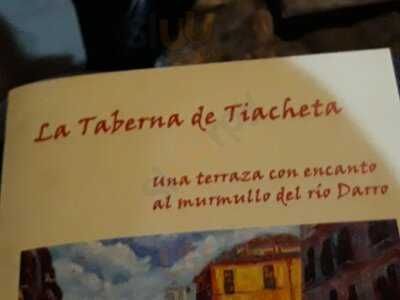 La Taberna de Tiacheta
Una terraza con encanto
al murmullo del río Darro